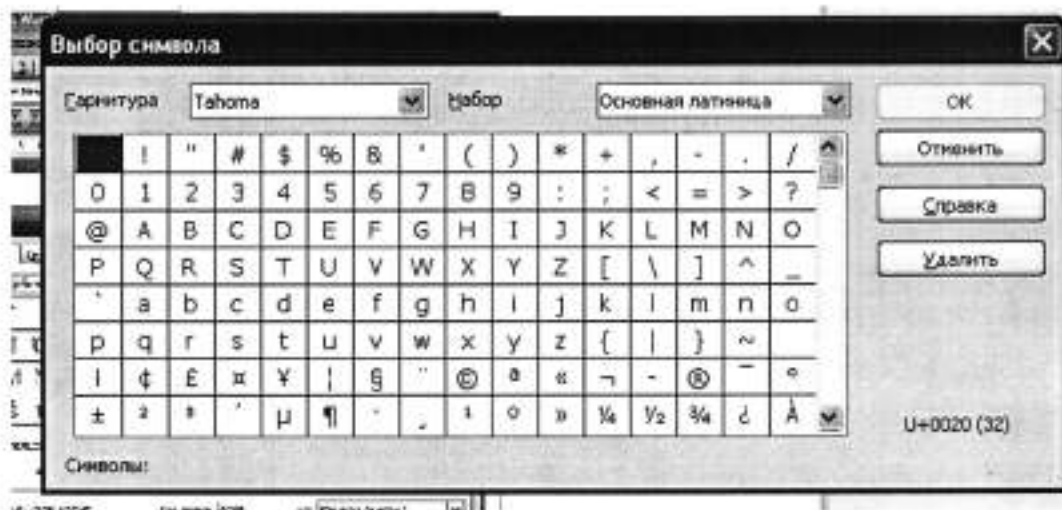 Выбор символа
Гарнитура Tahoma Набор Основная латиница ОК
! " # $ % & ' ( ) * + , - . /
Отменить
0 1 2 3 4 5 6 7 8 9 : ; < = > ?
Справка
@ A B C D E F G H I J K L M N O
P Q R S T U V W X Y Z [ \ ] ^ _
Удалить
` a b c d e f g h i j k l m n o
p q r s t u v w x y z { | } ~
¡ ¢ £ ¤ ¥ ¦ § ¨ © ª « ¬ - ® ¯ °
± ² ³ ´ µ ¶ · ¸ ¹ º » ¼ ½ ¾ ¿ À
U+0020 (32)
Символы: